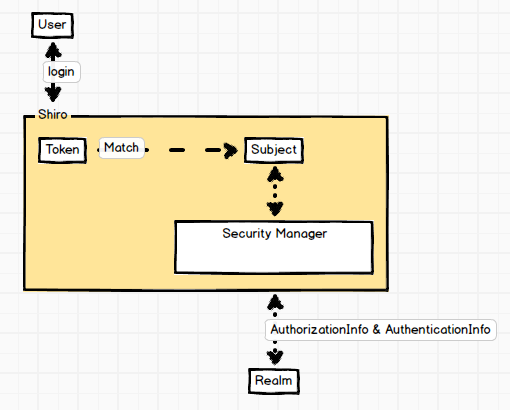 User
login
Shiro
Token
Match
Subject
Security Manager
AuthorizationInfo & AuthenticationInfo
Realm